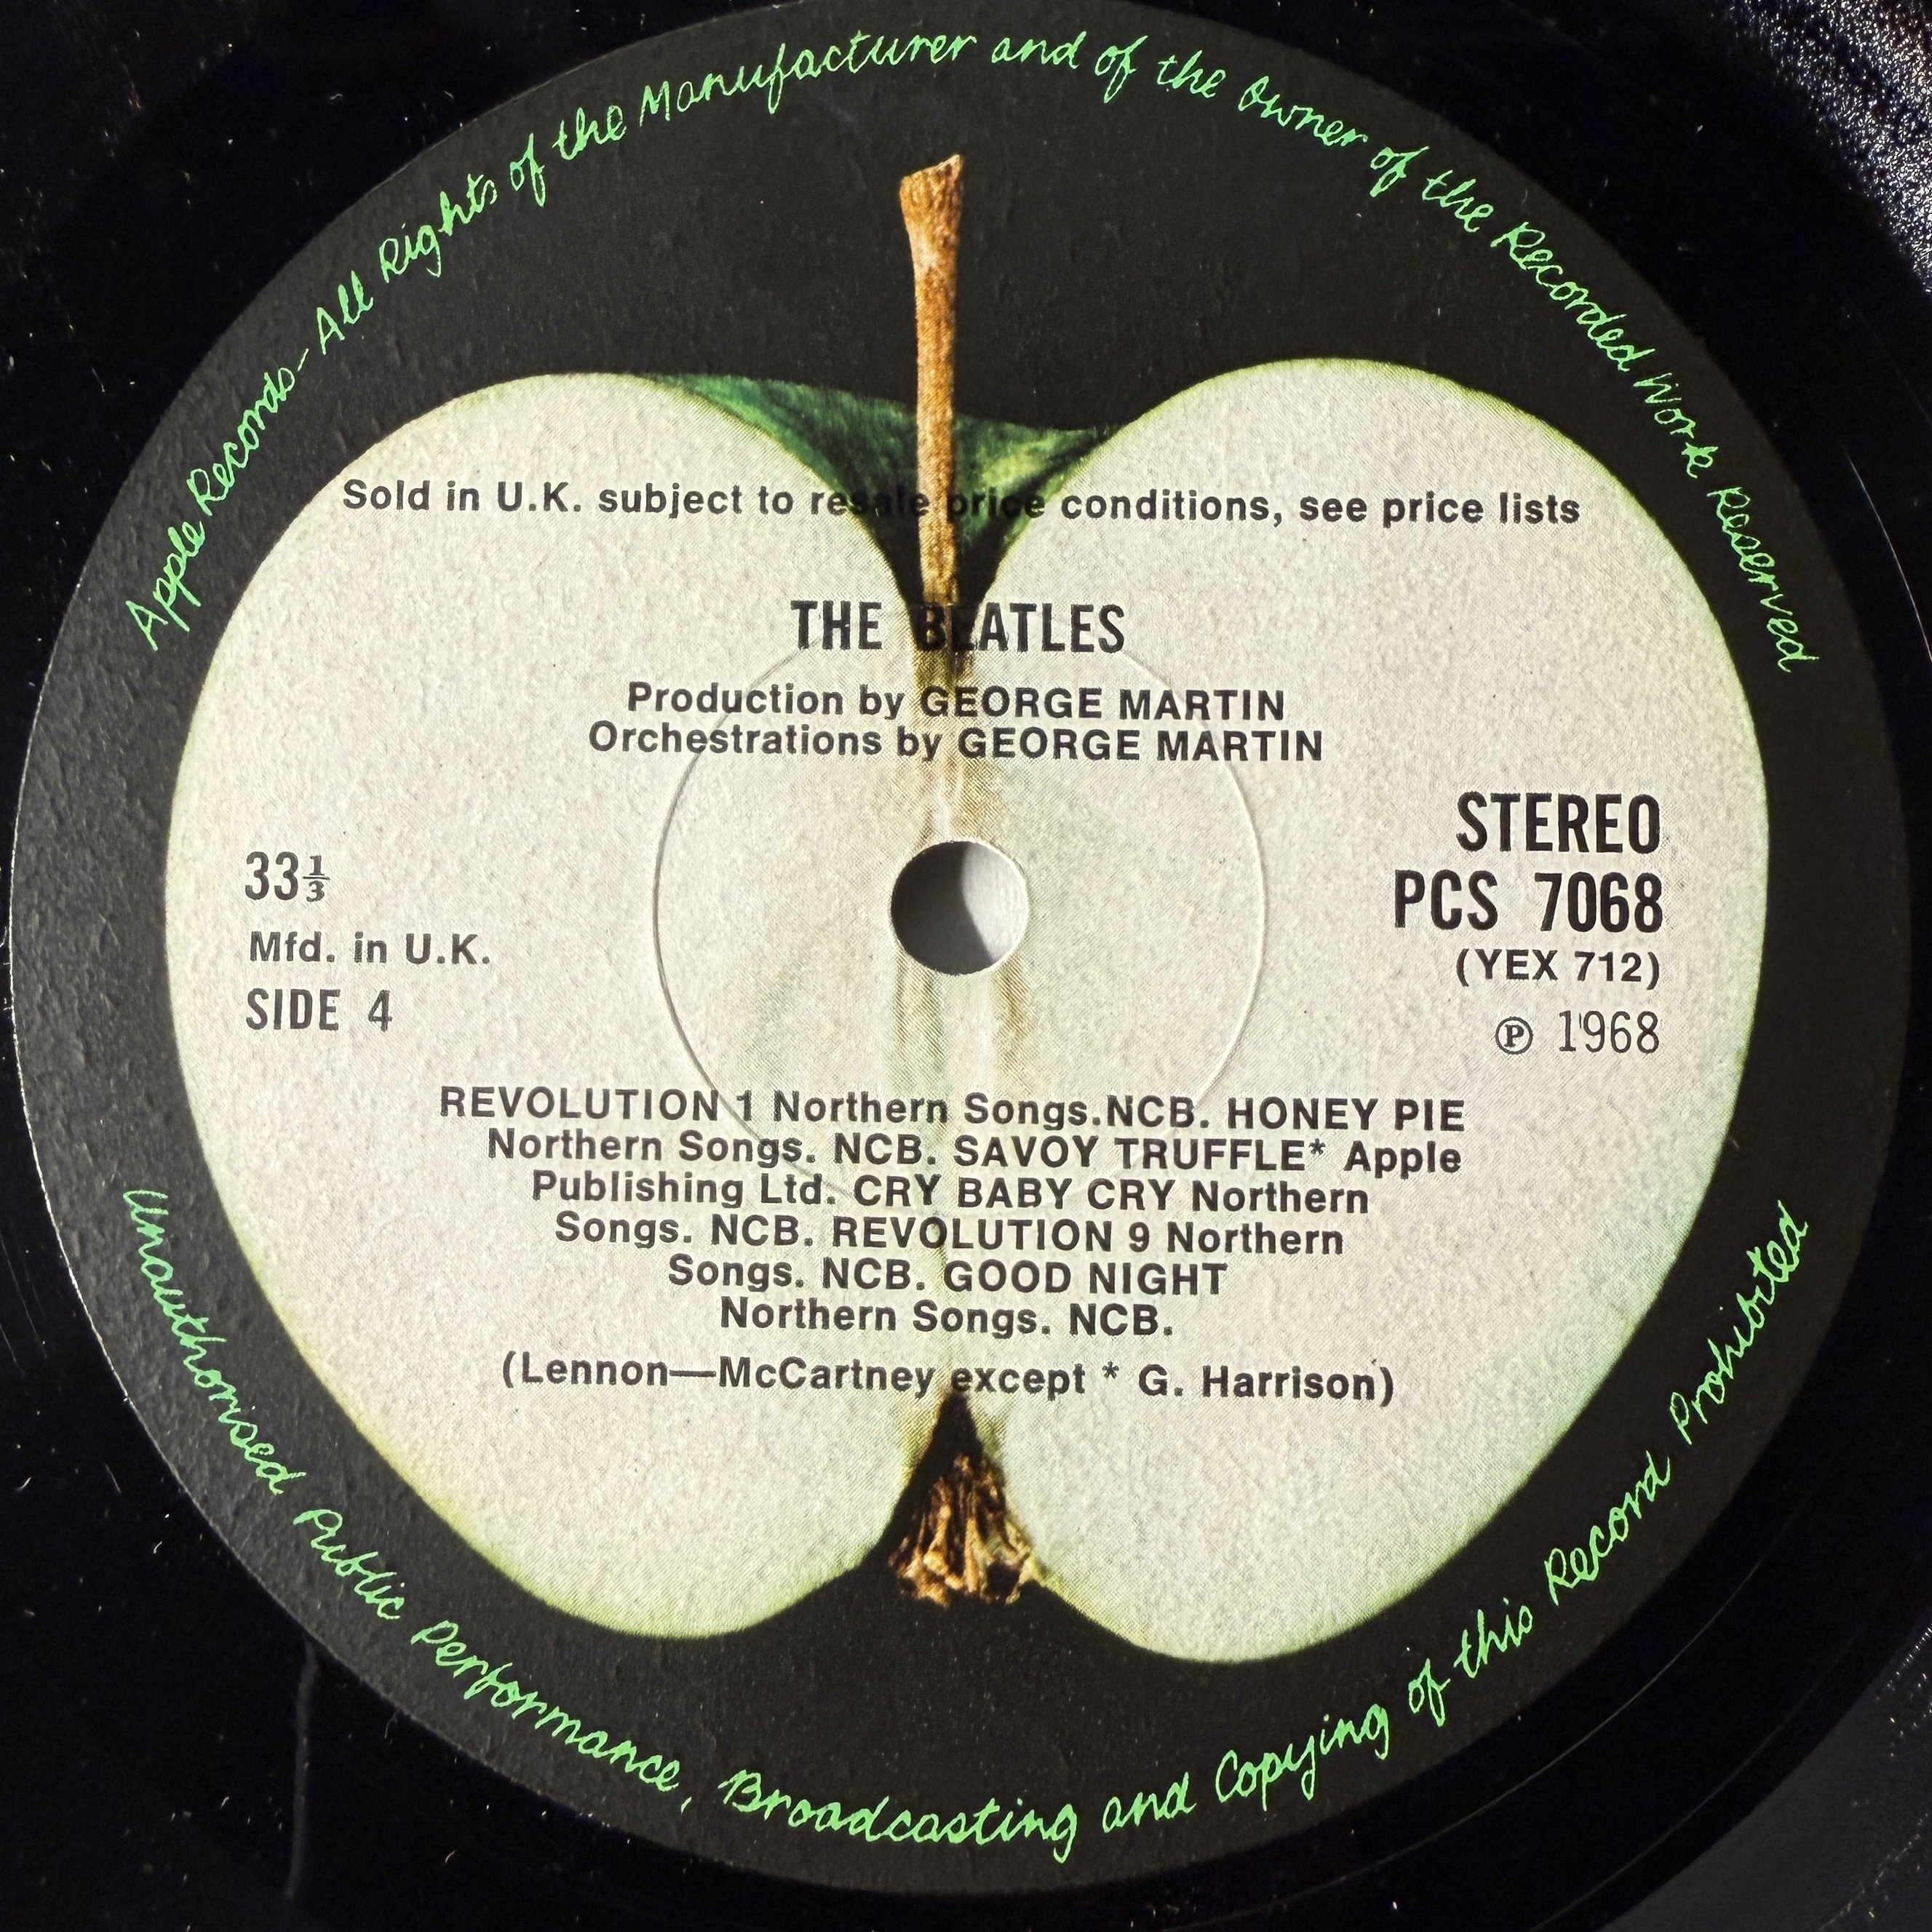 Apple Records - All Rights of the Manufacturer and of the Owner of the Recorded Work Reserved
Sold in U.K. subject to resale price conditions, see price lists
THE BEATLES
Production by GEORGE MARTIN
Orchestrations by GEORGE MARTIN
33⅓
Mfd. in U.K.
SIDE 4
STEREO
PCS 7068
(YEX 712)
℗ 1968
REVOLUTION 1 Northern Songs.NCB. HONEY PIE
Northern Songs. NCB. SAVOY TRUFFLE* Apple
Publishing Ltd. CRY BABY CRY Northern
Songs. NCB. REVOLUTION 9 Northern
Songs. NCB. GOOD NIGHT
Northern Songs. NCB.
(Lennon—McCartney except * G. Harrison)
Unauthorised Public Performance, Broadcasting and Copying of this Record Prohibited